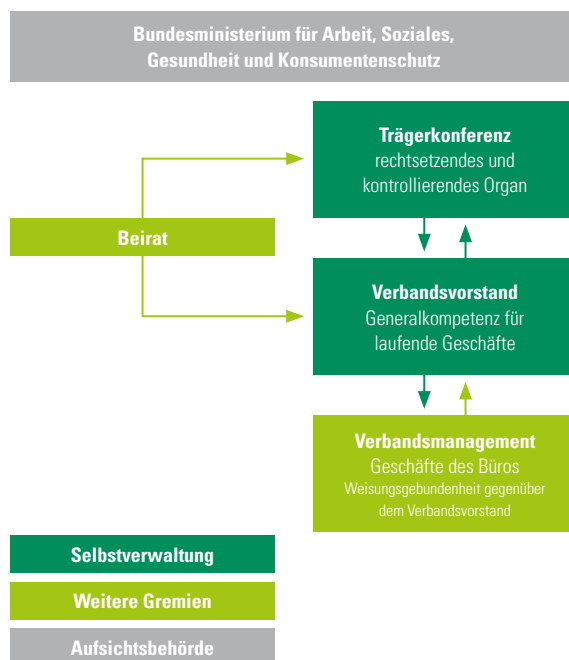 Bundesministerium für Arbeit, Soziales,
Gesundheit und Konsumentenschutz
Trägerkonferenz
rechtsetzendes und
kontrollierendes Organ
Beirat
Verbandsvorstand
Generalkompetenz für
laufende Geschäfte
Verbandsmanagement
Geschäfte des Büros
Weisungsgebundenheit gegenüber
dem Verbandsvorstand
Selbstverwaltung
Weitere Gremien
Aufsichtsbehörde